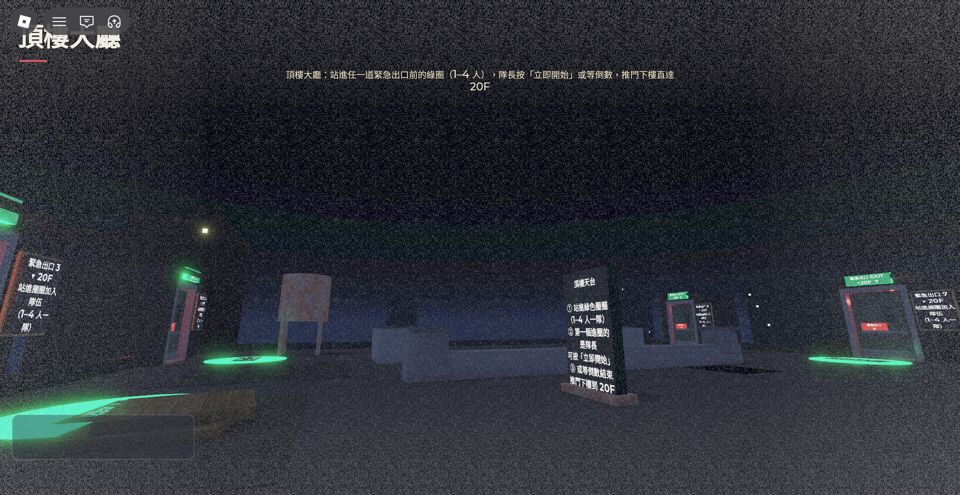 頂樓大廳
頂樓大廳：站進任一道緊急出口前的綠圈（1–4 人），隊長按「立即開始」或等倒數，推門下樓直達
20F
緊急出口 3
▼ 20F
站進圈圈加入
隊伍
(1–4 人一
隊)
頂樓天台
① 站進綠色圈圈
(1–4 人一隊)
② 第一個進圈的
是隊長
可按「立即開始」
③ 或等倒數結束
推門下樓到 20F
緊急出口 7
▼ 20F
站進圈圈加入
隊伍
(1–4 人一
隊)